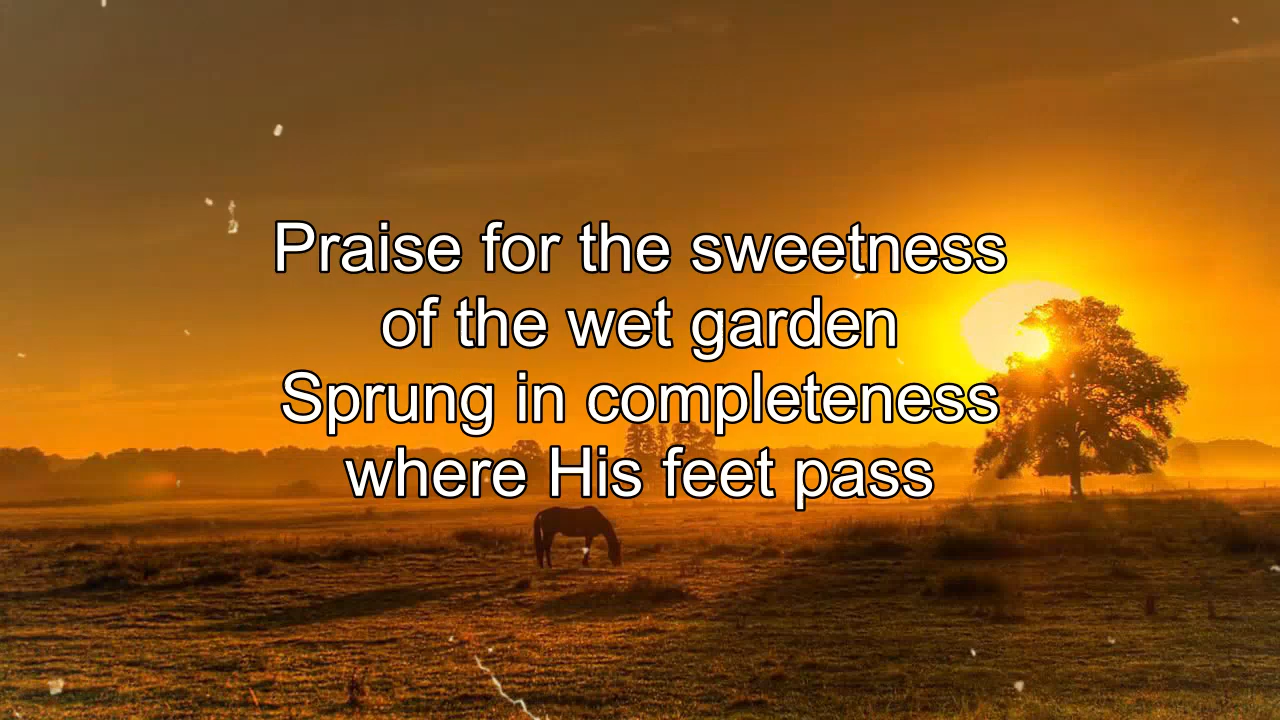 Praise for the sweetness
of the wet garden
Sprung in completeness
where His feet pass